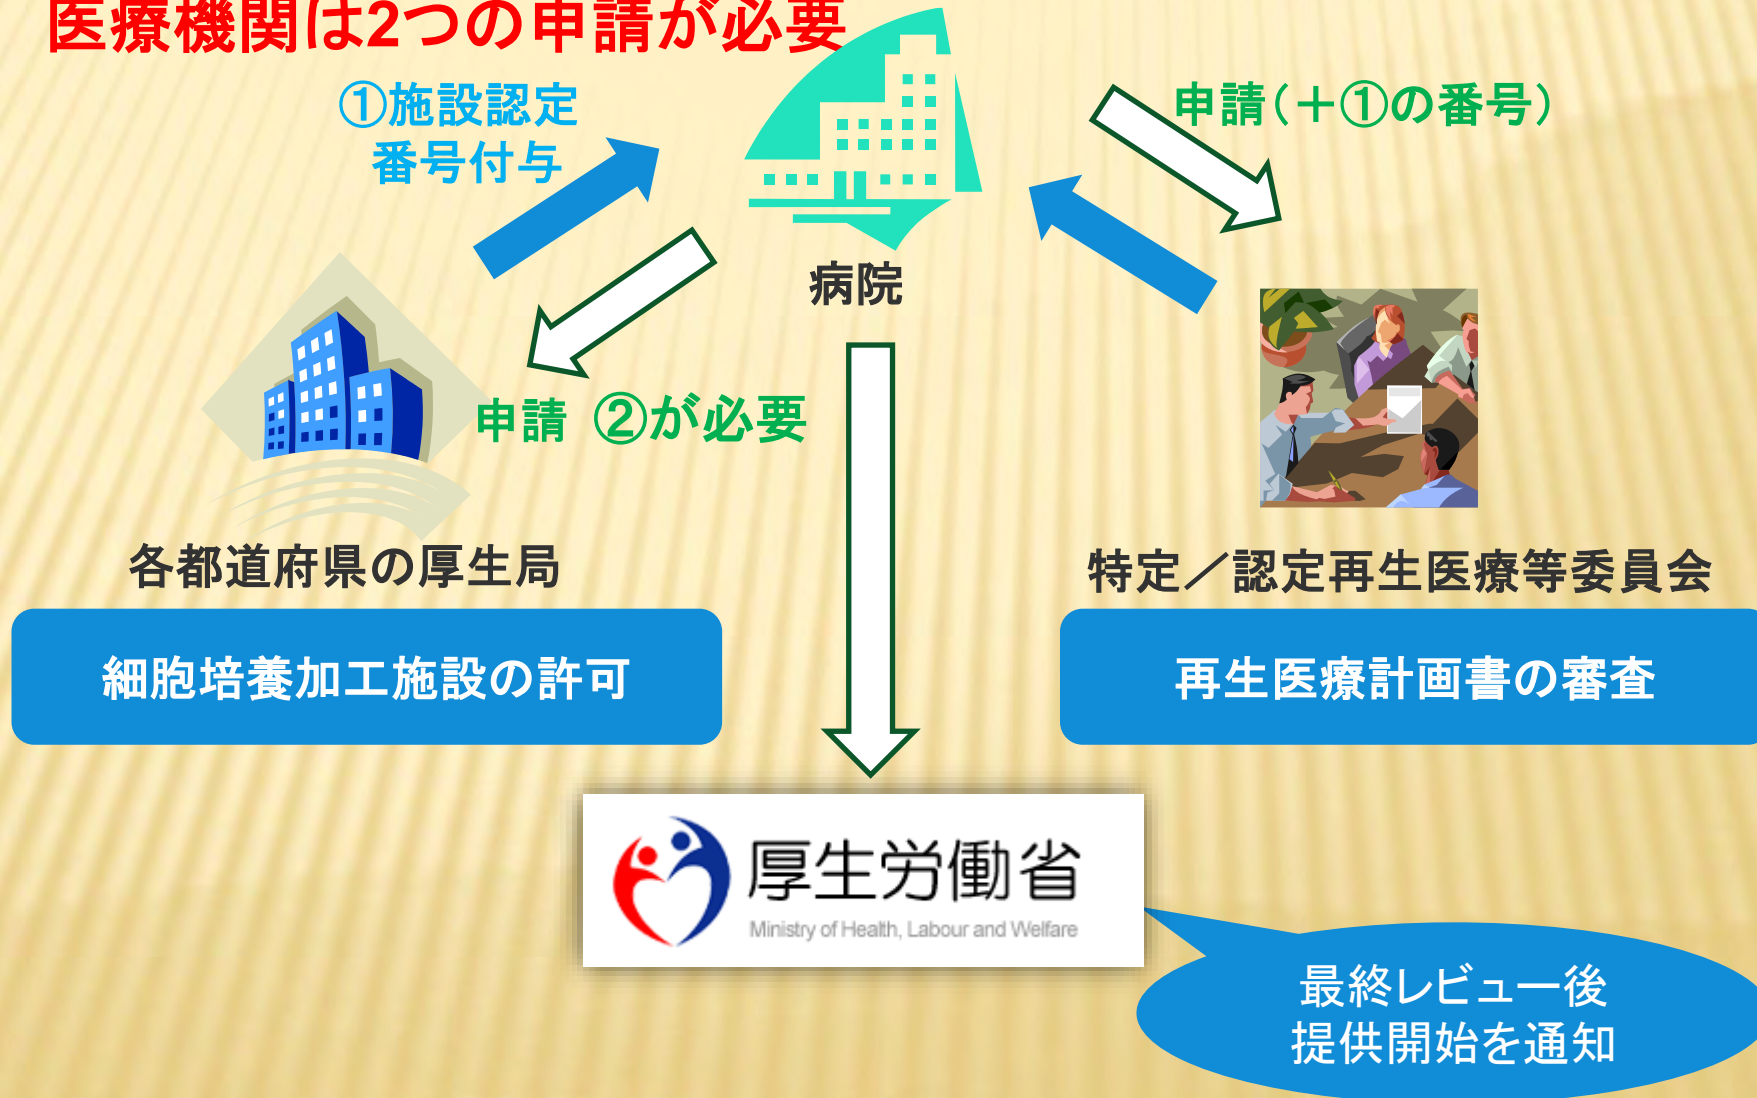 医療機関は2つの申請が必要
①施設認定
番号付与
申請(＋①の番号)
病院
申請 ②が必要
各都道府県の厚生局
特定／認定再生医療等委員会
細胞培養加工施設の許可
再生医療計画書の審査
厚生労働省
Ministry of Health, Labour and Welfare
最終レビュー後
提供開始を通知